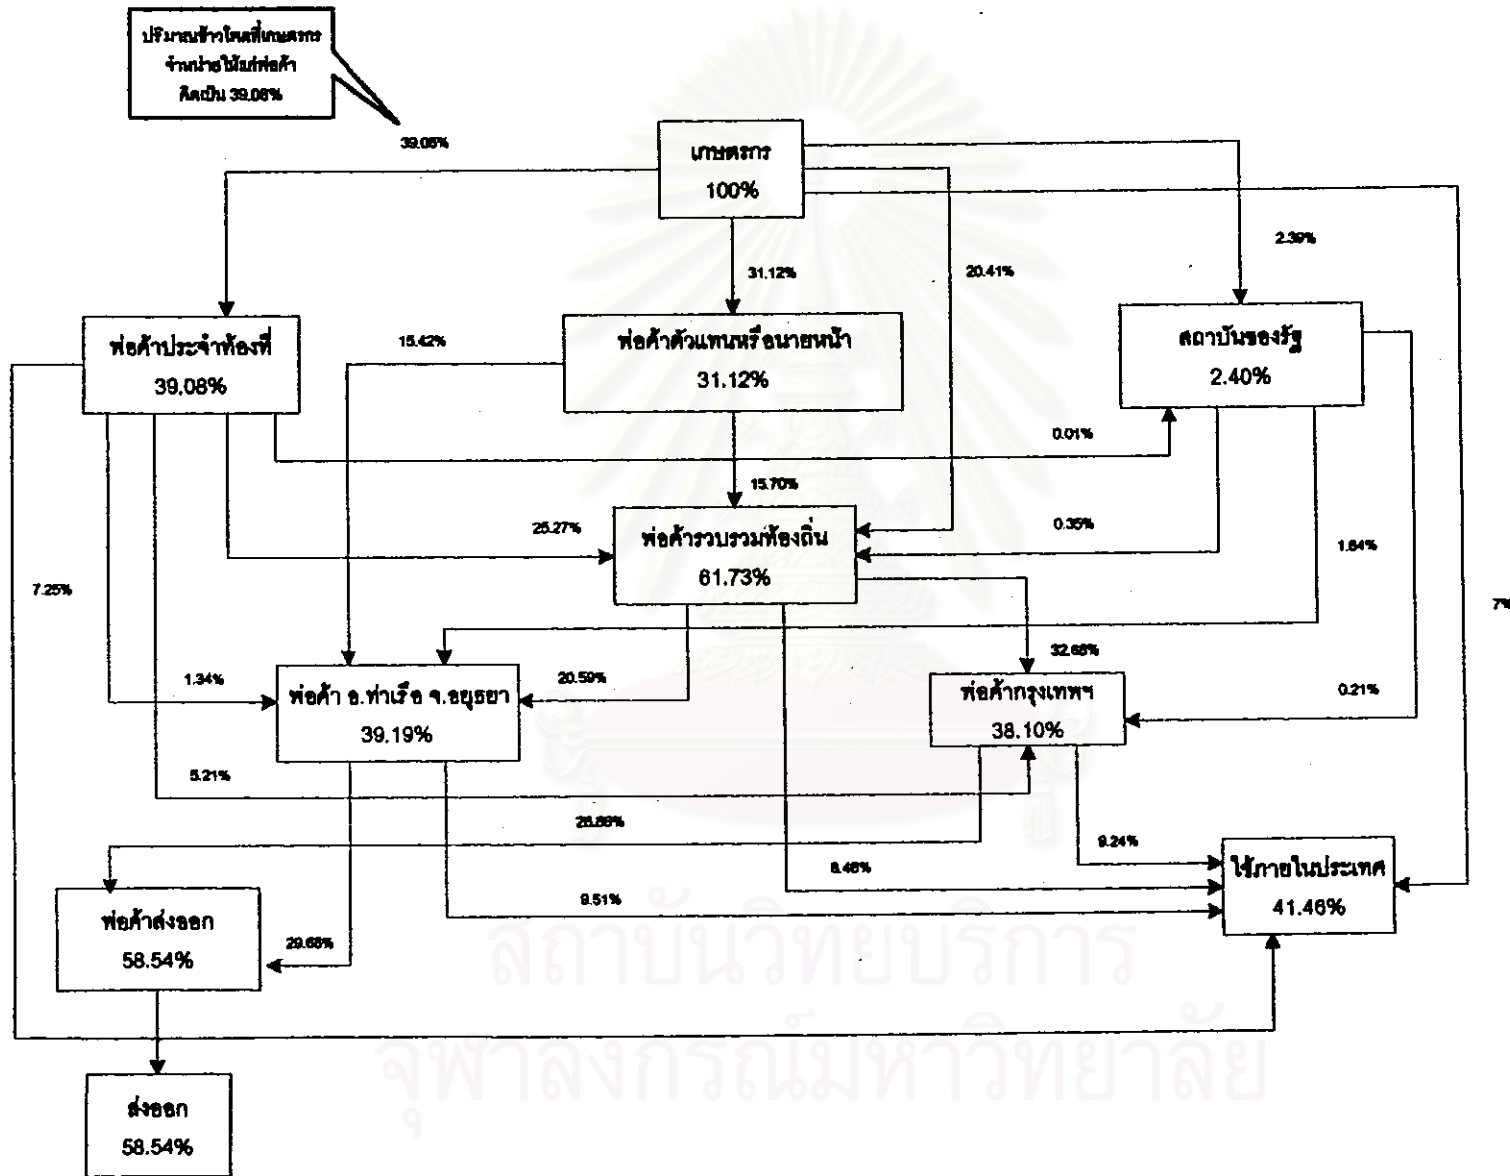 ปริมาณข้าวโพดที่เกษตรกร
จำหน่ายให้แก่พ่อค้า
คิดเป็น 39.08%
39.08%
เกษตรกร
100%
2.39%
31.12%
20.41%
พ่อค้าประจำท้องที่
39.08%
15.42%
พ่อค้าตัวแทนหรือนายหน้า
31.12%
สถาบันของรัฐ
2.40%
0.01%
15.70%
25.27%
พ่อค้ารวบรวมท้องถิ่น
61.73%
0.35%
1.84%
7.25%
7%
32.68%
1.34%
พ่อค้า อ.ท่าเรือ จ.อยุธยา
39.19%
20.59%
พ่อค้ากรุงเทพฯ
38.10%
0.21%
5.21%
9.24%
8.46%
ใช้ภายในประเทศ
41.46%
9.51%
พ่อค้าส่งออก
58.54%
29.68%
ส่งออก
58.54%
สถาบันวิทยบริการ
จุฬาลงกรณ์มหาวิทยาลัย